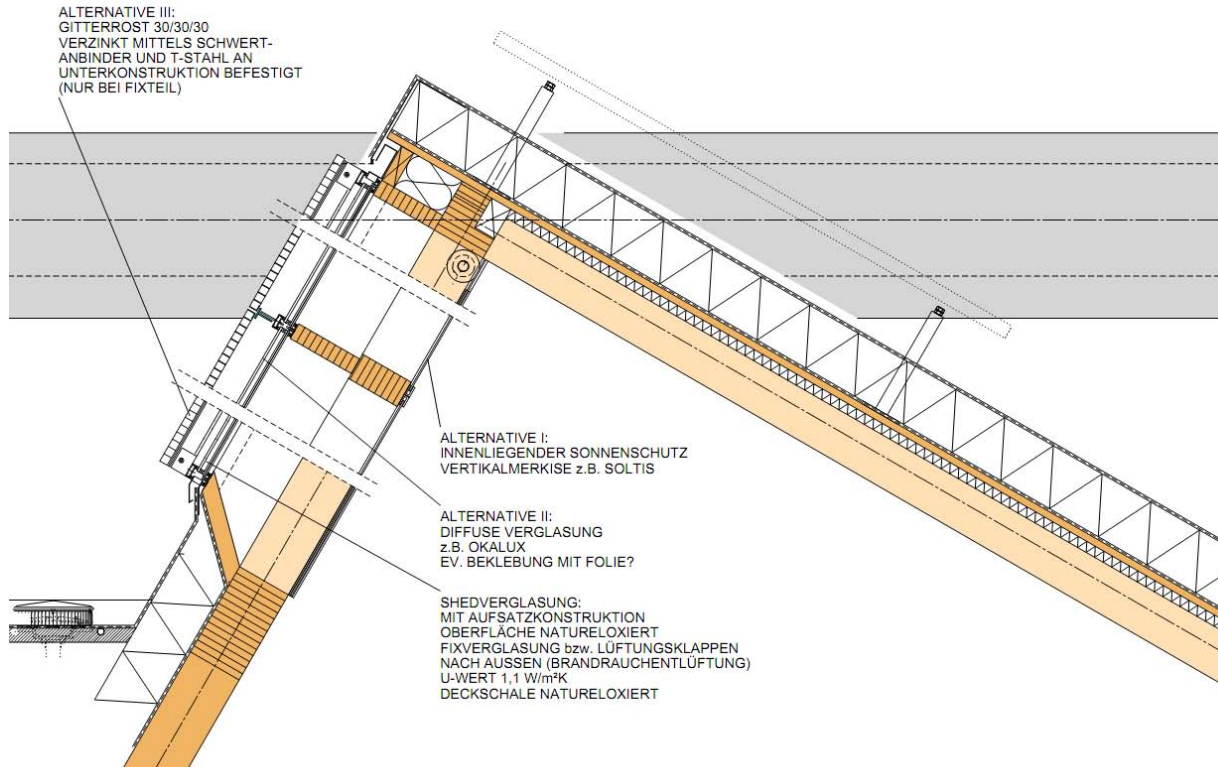 ALTERNATIVE III:
GITTERROST 30/30/30
VERZINKT MITTELS SCHWERT-
ANBINDER UND T-STAHL AN
UNTERKONSTRUKTION BEFESTIGT
(NUR BEI FIXTEIL)
ALTERNATIVE I:
INNENLIEGENDER SONNENSCHUTZ
VERTIKALMERKISE z.B. SOLTIS
ALTERNATIVE II:
DIFFUSE VERGLASUNG
z.B. OKALUX
EV. BEKLEBUNG MIT FOLIE?
SHEDVERGLASUNG:
MIT AUFSATZKONSTRUKTION
OBERFLÄCHE NATURELOXIERT
FIXVERGLASUNG bzw. LÜFTUNGSKLAPPEN
NACH AUSSEN (BRANDRAUCHENTLÜFTUNG)
U-WERT 1,1 W/m²K
DECKSCHALE NATURELOXIERT